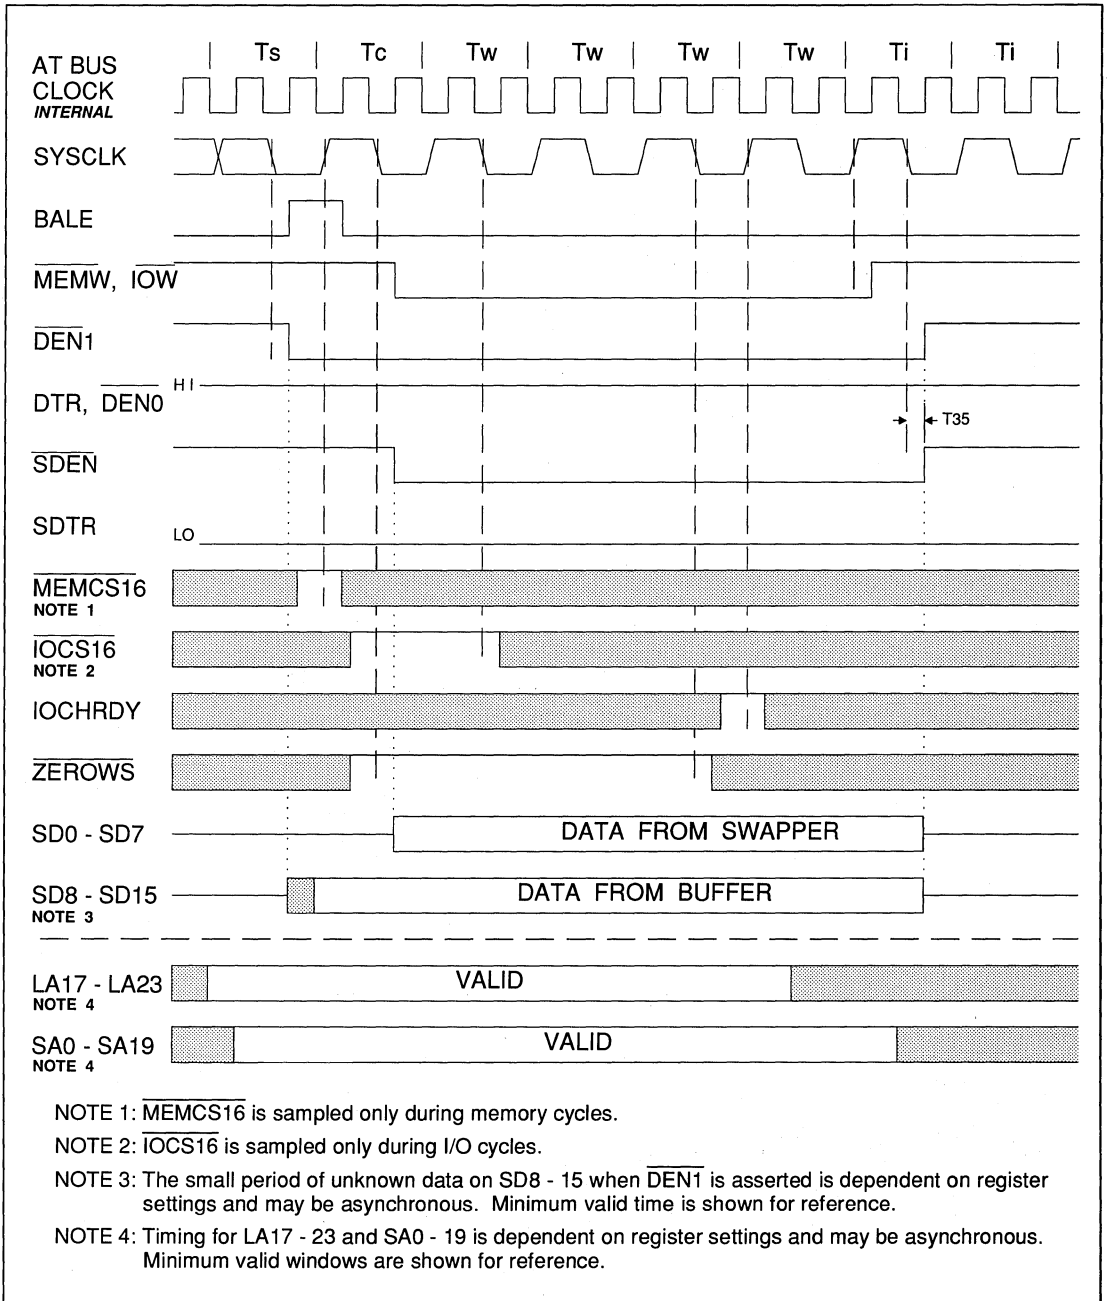 Ts Tc Tw Tw Tw Tw Ti Ti
AT BUS
CLOCK
INTERNAL
SYSCLK
BALE
MEMW, IOW
DEN1
HI
DTR, DEN0
T35
SDEN
SDTR
LO
MEMCS16
NOTE 1
IOCS16
NOTE 2
IOCHRDY
ZEROWS
SD0 - SD7 DATA FROM SWAPPER
SD8 - SD15 DATA FROM BUFFER
NOTE 3
LA17 - LA23 VALID
NOTE 4
SA0 - SA19 VALID
NOTE 4
NOTE 1: MEMCS16 is sampled only during memory cycles.
NOTE 2: IOCS16 is sampled only during I/O cycles.
NOTE 3: The small period of unknown data on SD8 - 15 when DEN1 is asserted is dependent on register
settings and may be asynchronous. Minimum valid time is shown for reference.
NOTE 4: Timing for LA17 - 23 and SA0 - 19 is dependent on register settings and may be asynchronous.
Minimum valid windows are shown for reference.